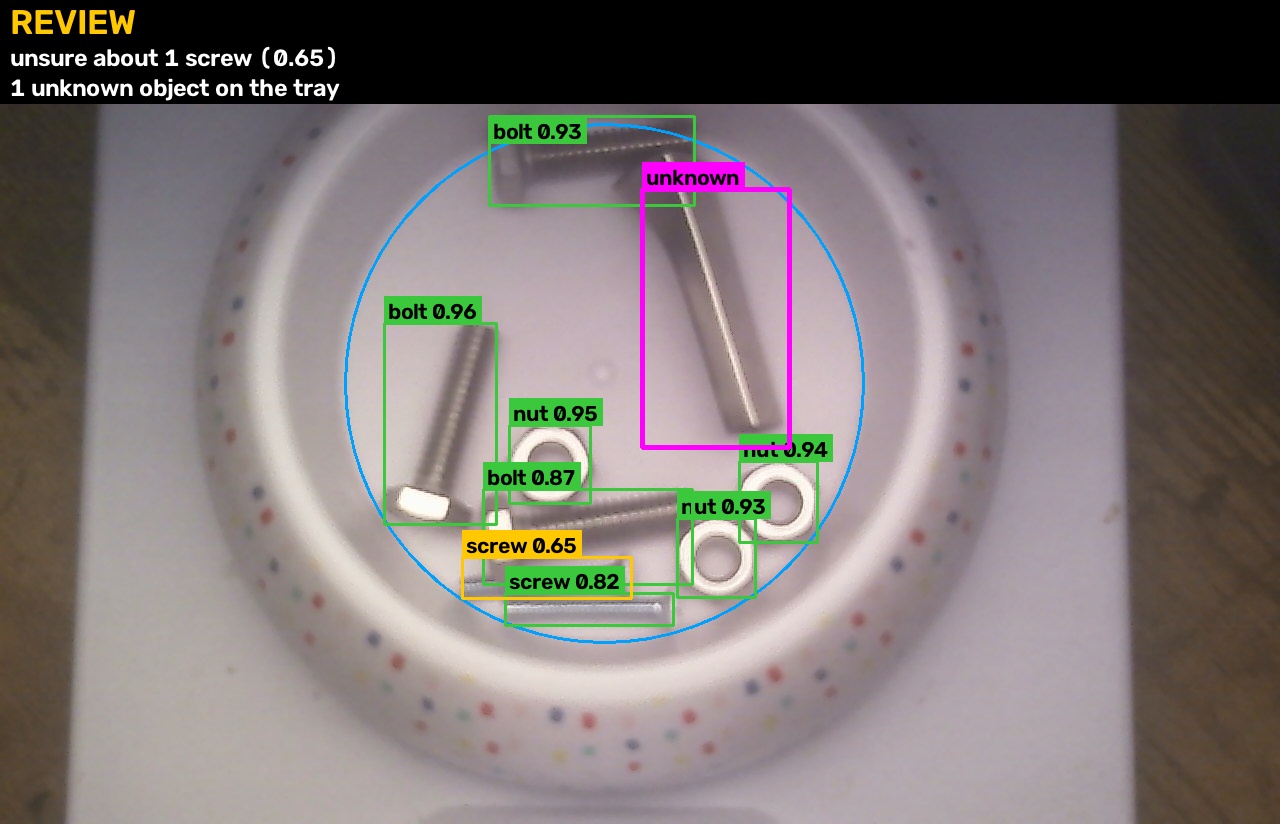 REVIEW
unsure about 1 screw (0.65)
1 unknown object on the tray
bolt 0.93
unknown
bolt 0.96
nut 0.95
nut 0.94
bolt 0.87
nut 0.93
screw 0.65
screw 0.82